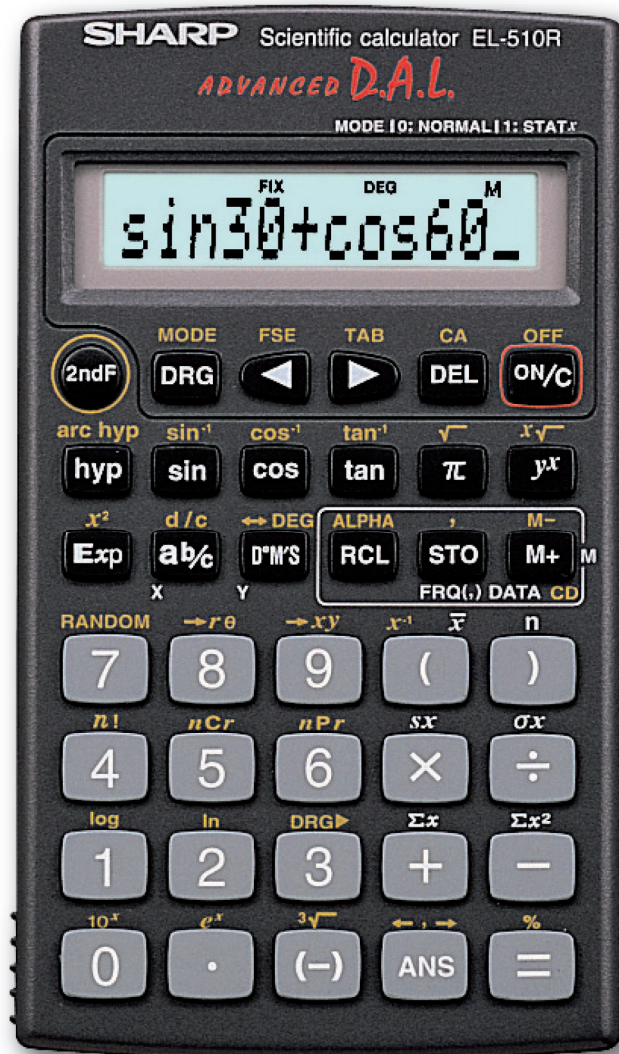 SHARP Scientific calculator EL-510R
ADVANCED D.A.L.
MODE 0: NORMAL 1: STATx
FIX DEG M
sin30+cos60_
MODE FSE TAB CA OFF
2ndF DRG ◀ ▶ DEL ON/C
arc hyp sin⁻¹ cos⁻¹ tan⁻¹ √ x√
hyp sin cos tan π yˣ
x² d/c ↔DEG ALPHA , M−
Exp ab/c D°M'S RCL STO M+ M
X Y FRQ(,) DATA CD
RANDOM →rθ →xy x⁻¹ x̅ n
7 8 9 ( )
n! nCr nPr sx σx
4 5 6 × ÷
log ln DRG▶ Σx Σx²
1 2 3 + −
10ˣ eˣ ³√ ←,→ %
0 . (−) ANS =